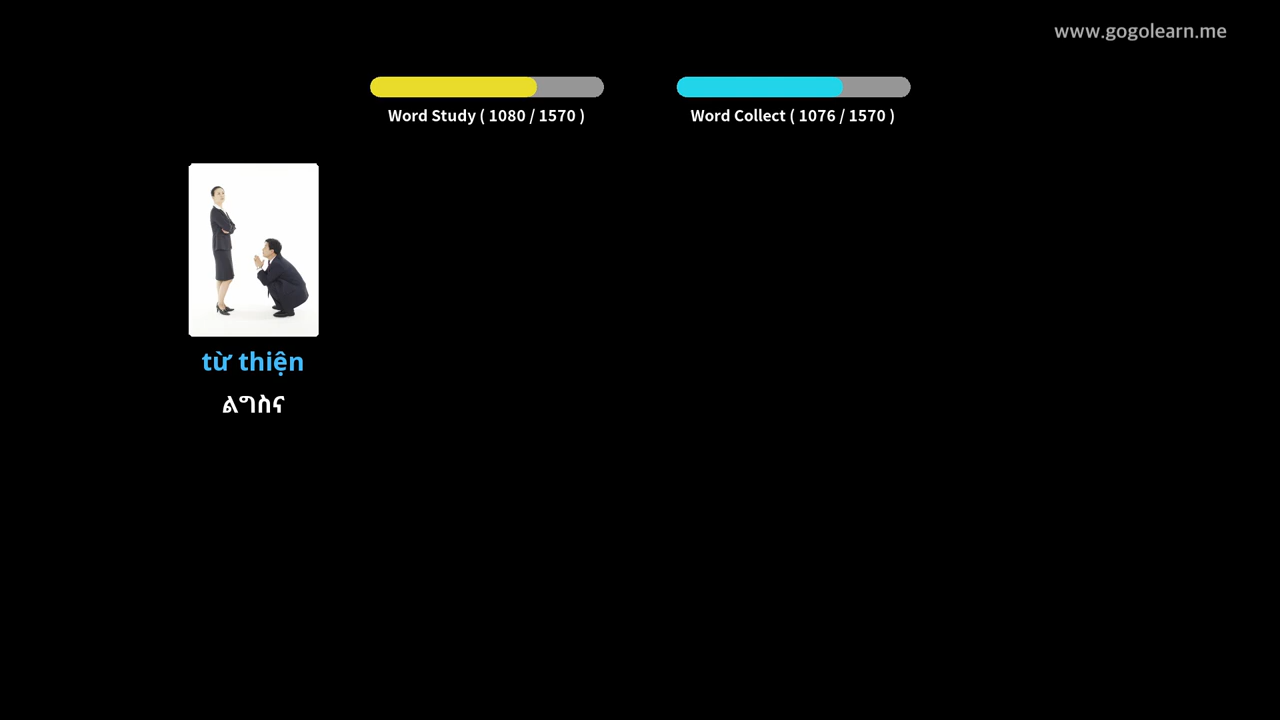 www.gogolearn.me
Word Study ( 1080 / 1570 )
Word Collect ( 1076 / 1570 )
từ thiện
ልግስና